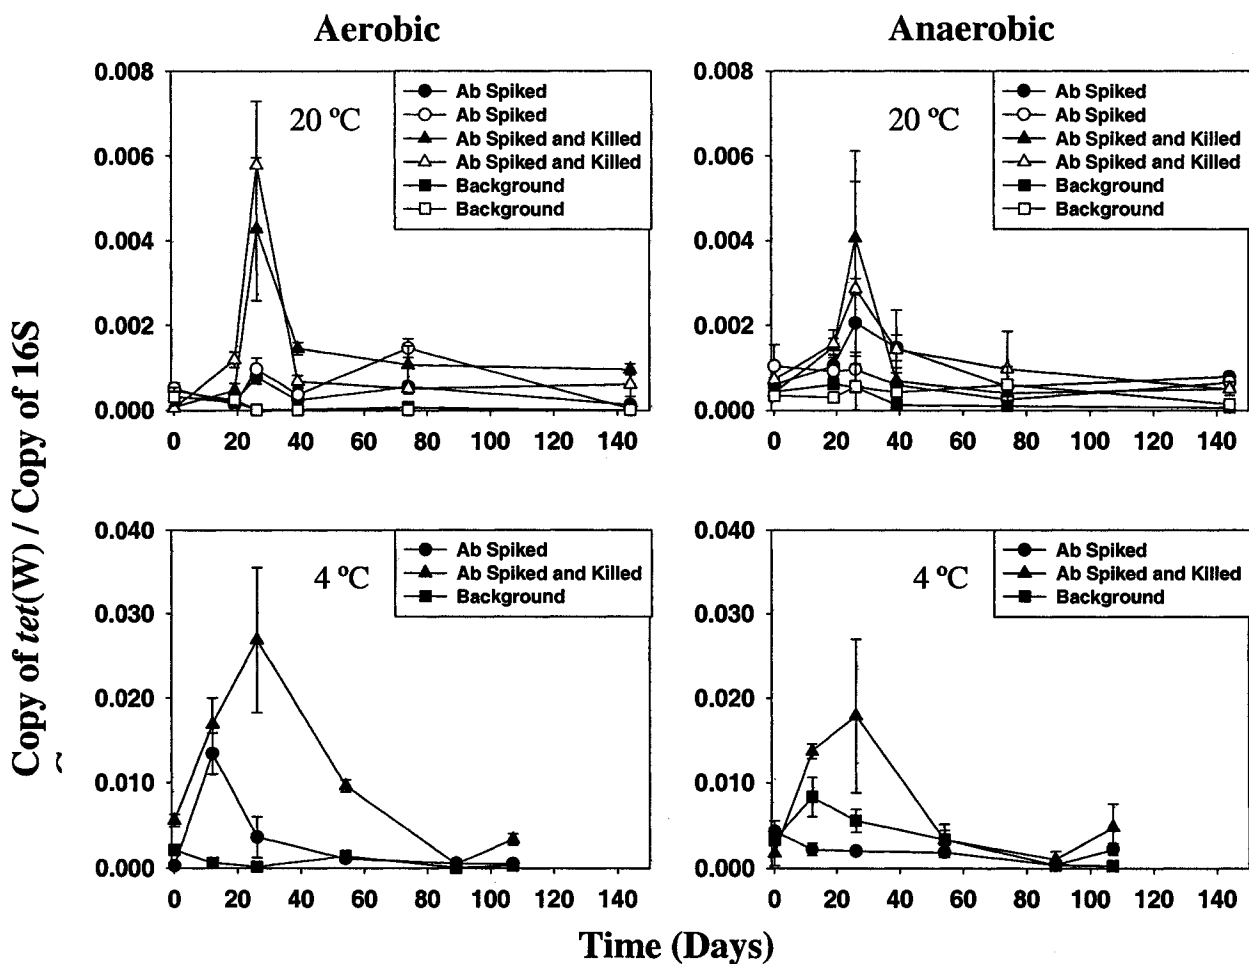 Aerobic
Anaerobic
Copy of tet(W) / Copy of 16S
0.008
0.006
0.004
0.002
0.000
20 ºC
Ab Spiked
Ab Spiked
Ab Spiked and Killed
Ab Spiked and Killed
Background
Background
0 20 40 60 80 100 120 140
0.008
0.006
0.004
0.002
0.000
20 ºC
Ab Spiked
Ab Spiked
Ab Spiked and Killed
Ab Spiked and Killed
Background
Background
0 20 40 60 80 100 120 140
0.040
0.030
0.020
0.010
0.000
4 ºC
Ab Spiked
Ab Spiked and Killed
Background
0 20 40 60 80 100 120 140
0.040
0.030
0.020
0.010
0.000
4 ºC
Ab Spiked
Ab Spiked and Killed
Background
0 20 40 60 80 100 120 140
Time (Days)